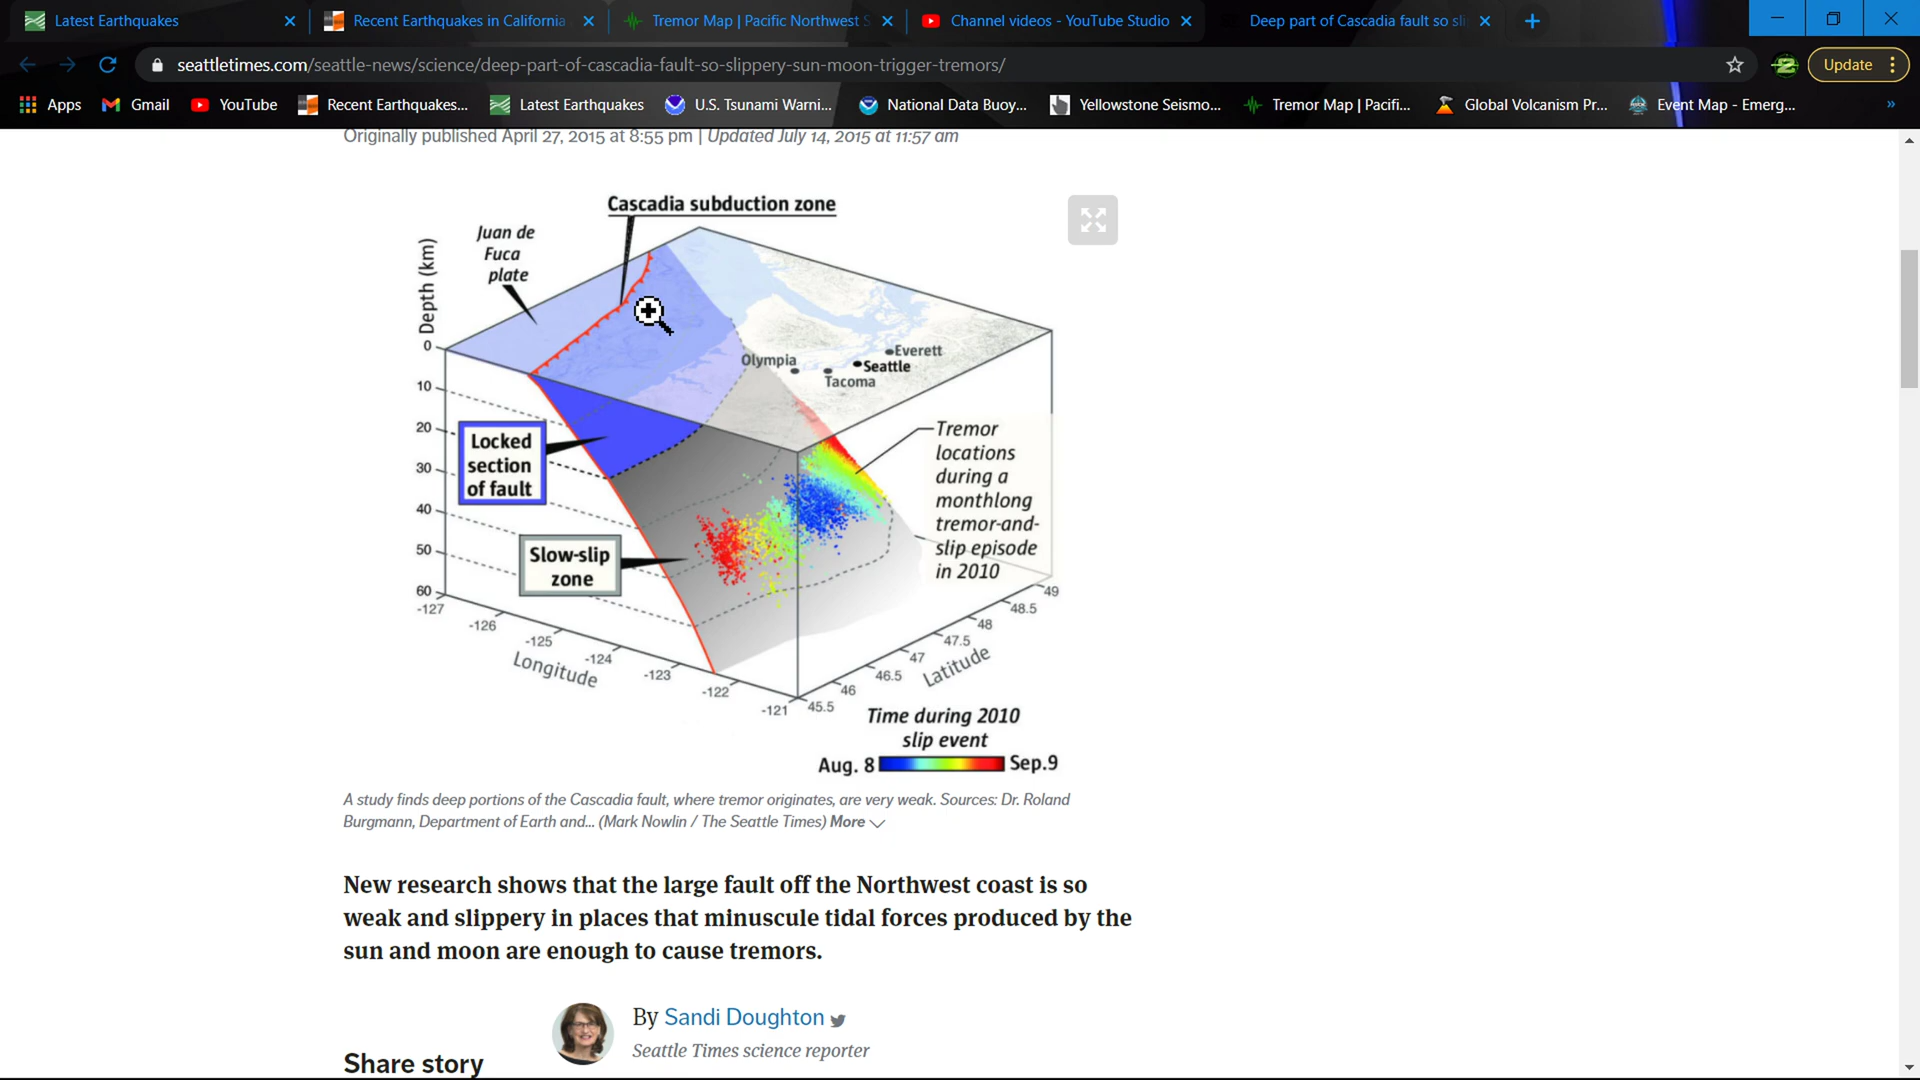 Latest Earthquakes
Recent Earthquakes in California
Tremor Map | Pacific Northwest S
Channel videos - YouTube Studio
Deep part of Cascadia fault so sli
seattletimes.com/seattle-news/science/deep-part-of-cascadia-fault-so-slippery-sun-moon-trigger-tremors/
Update
Apps
Gmail
YouTube
Recent Earthquakes...
Latest Earthquakes
U.S. Tsunami Warni...
National Data Buoy...
Yellowstone Seismo...
Tremor Map | Pacifi...
Global Volcanism Pr...
Event Map - Emerg...
»
Originally published April 27, 2015 at 8:55 pm | Updated July 14, 2015 at 11:57 am
Cascadia subduction zone
Juan de
Fuca
plate
Depth (km)
0
10
20
30
40
50
60
Olympia
Everett
Seattle
Tacoma
Locked
section
of fault
Slow-slip
zone
Tremor
locations
during a
monthlong
tremor-and-
slip episode
in 2010
-127
-126
-125
-124
-123
-122
-121
Longitude
45.5
46
46.5
47
47.5
48
48.5
49
Latitude
Time during 2010
slip event
Aug. 8
Sep.9
A study finds deep portions of the Cascadia fault, where tremor originates, are very weak. Sources: Dr. Roland
Burgmann, Department of Earth and... (Mark Nowlin / The Seattle Times) More
New research shows that the large fault off the Northwest coast is so
weak and slippery in places that minuscule tidal forces produced by the
sun and moon are enough to cause tremors.
By Sandi Doughton
Seattle Times science reporter
Share story